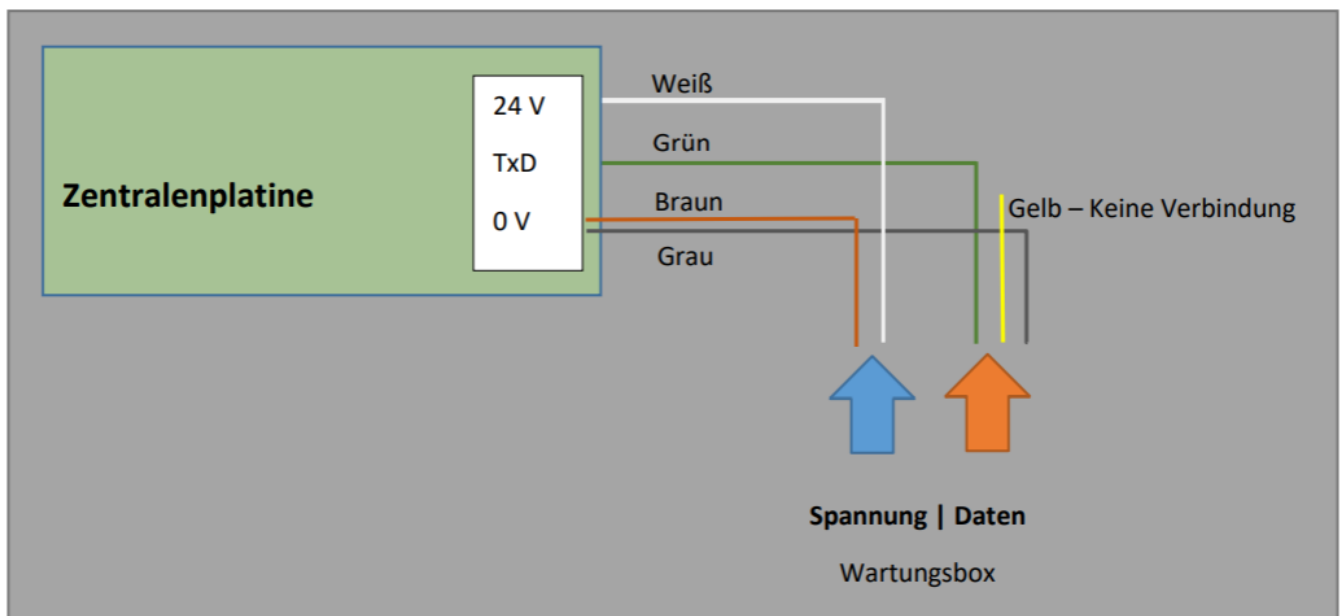 Weiß
24 V
Grün
TxD
Zentralenplatine
Braun
Gelb – Keine Verbindung
0 V
Grau
Spannung | Daten
Wartungsbox